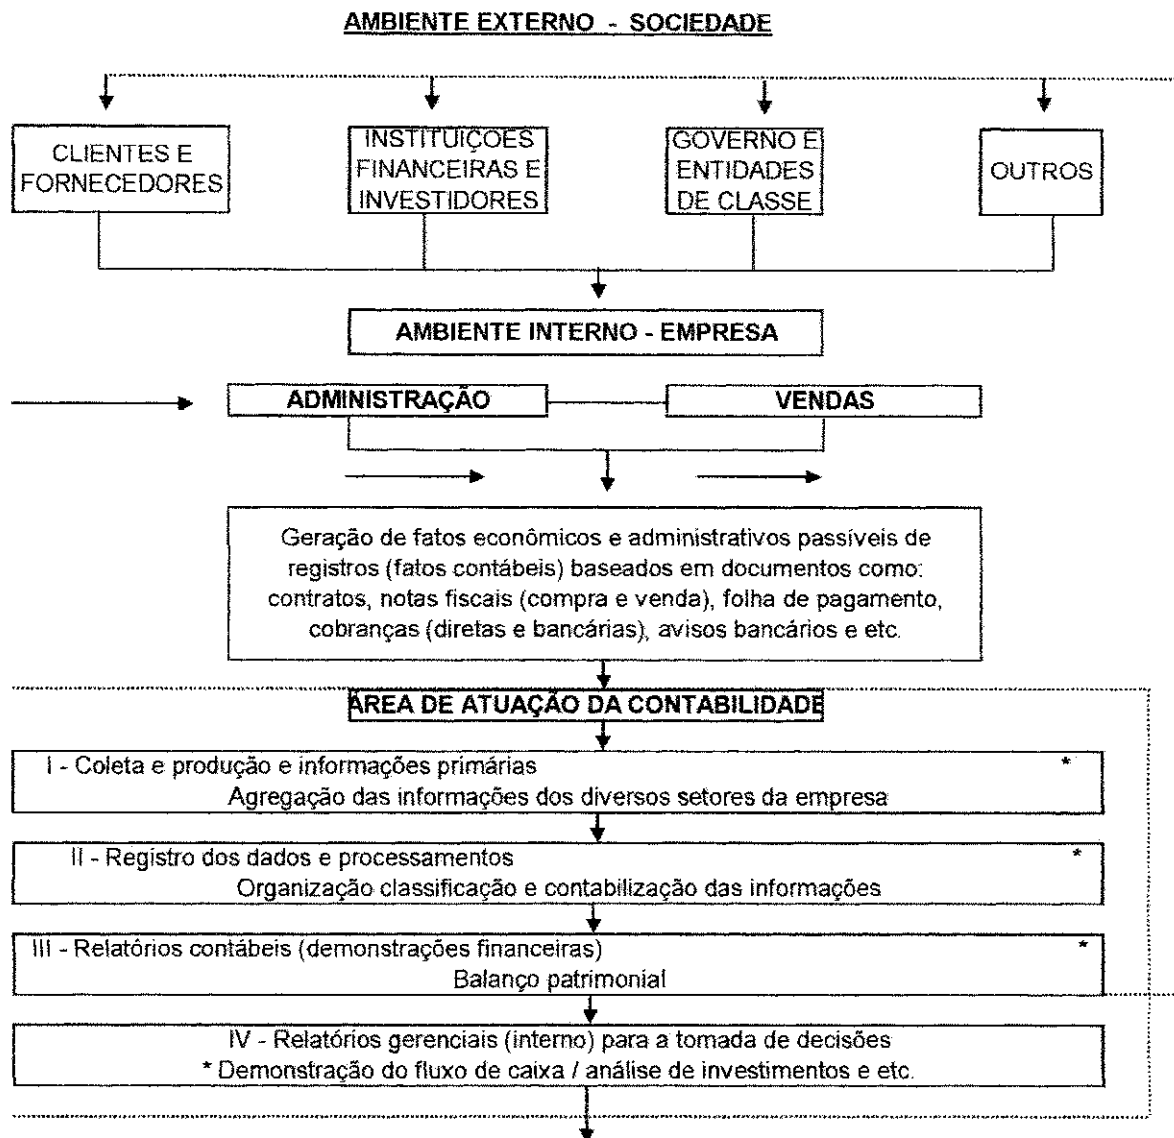 AMBIENTE EXTERNO - SOCIEDADE
CLIENTES E
FORNECEDORES
INSTITUIÇOES
FINANCEIRAS E
INVESTIDORES
GOVERNO E
ENTIDADES
DE CLASSE
OUTROS
AMBIENTE INTERNO - EMPRESA
ADMINISTRAÇÃO
VENDAS
Geração de fatos econômicos e administrativos passíveis de
registros (fatos contábeis) baseados em documentos como:
contratos, notas fiscais (compra e venda), folha de pagamento,
cobranças (diretas e bancárias), avisos bancários e etc.
ÁREA DE ATUAÇÃO DA CONTABILIDADE
I - Coleta e produção e informações primárias *
Agregação das informações dos diversos setores da empresa
II - Registro dos dados e processamentos *
Organização classificação e contabilização das informações
III - Relatórios contábeis (demonstrações financeiras) *
Balanço patrimonial
IV - Relatórios gerenciais (interno) para a tomada de decisões
* Demonstração do fluxo de caixa / análise de investimentos e etc.